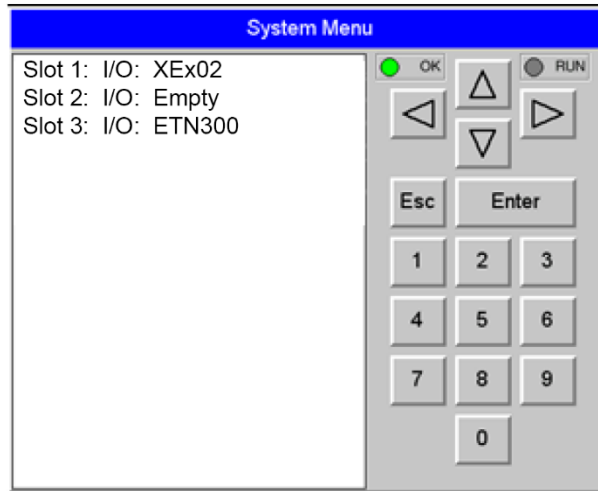 System Menu
Slot 1: I/O: XEx02
Slot 2: I/O: Empty
Slot 3: I/O: ETN300
OK
RUN
Esc
Enter
1
2
3
4
5
6
7
8
9
0